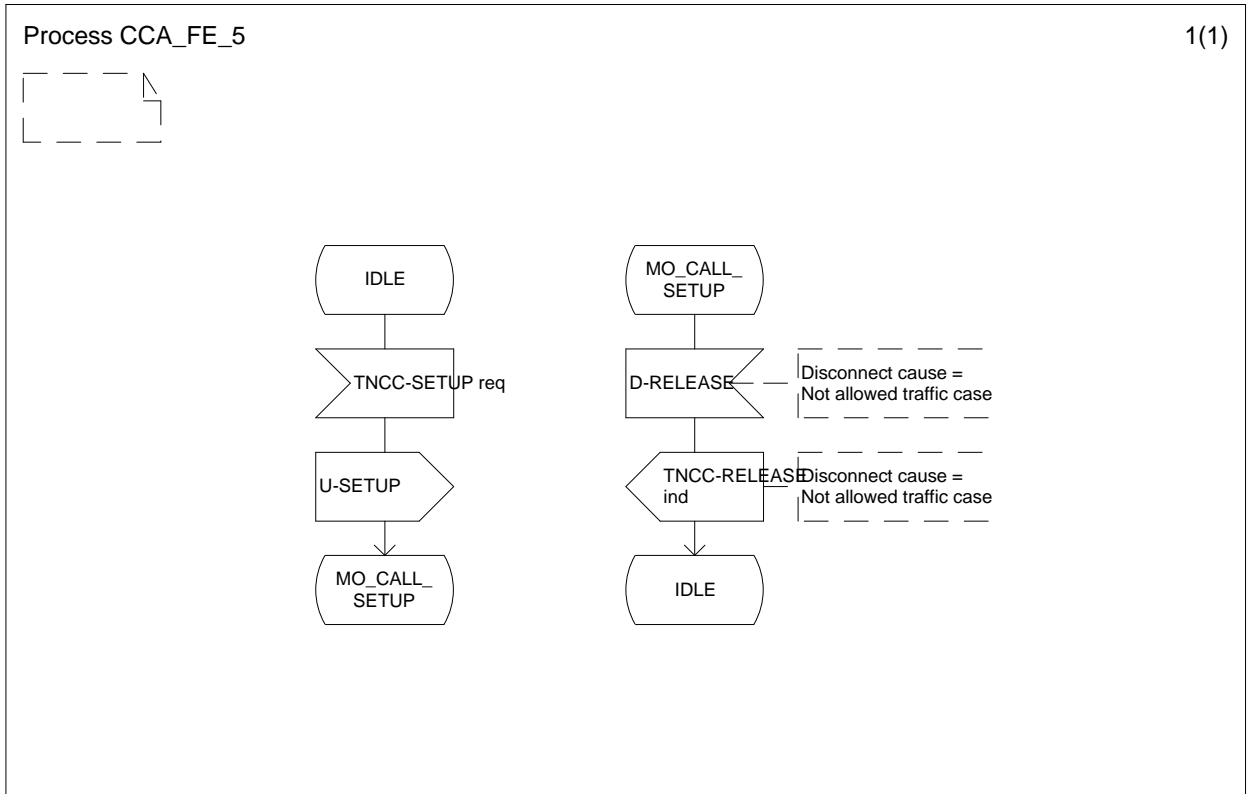 Process CCA_FE_5
1(1)
IDLE
TNCC-SETUP req
U-SETUP
MO_CALL_
SETUP
MO_CALL_
SETUP
D-RELEASE
Disconnect cause =
Not allowed traffic case
TNCC-RELEASE
ind
Disconnect cause =
Not allowed traffic case
IDLE